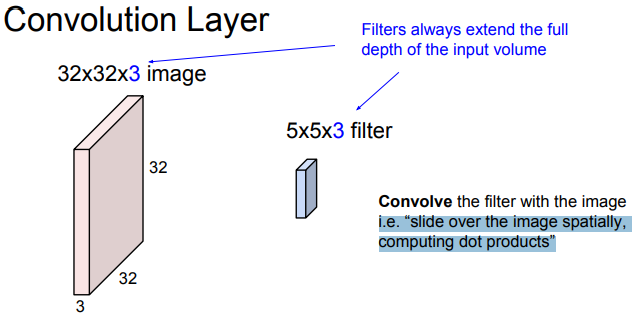 Convolution Layer
Filters always extend the full
depth of the input volume
32x32x3 image
5x5x3 filter
32
Convolve the filter with the image
i.e. “slide over the image spatially,
computing dot products”
32
3